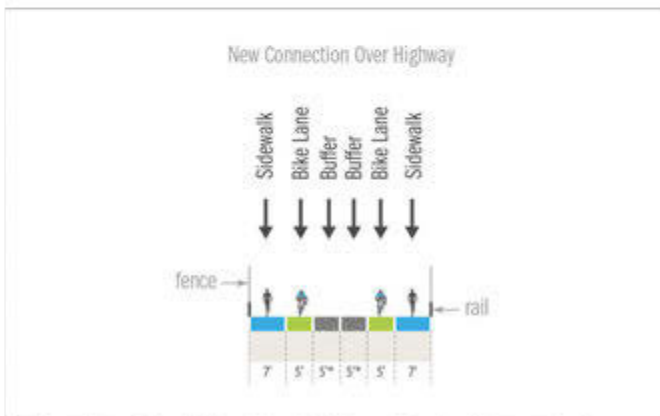 New Connection Over Highway
Sidewalk
Bike Lane
Buffer
Buffer
Bike Lane
Sidewalk
fence
rail
7' 5' 5'* 5'* 5' 7'